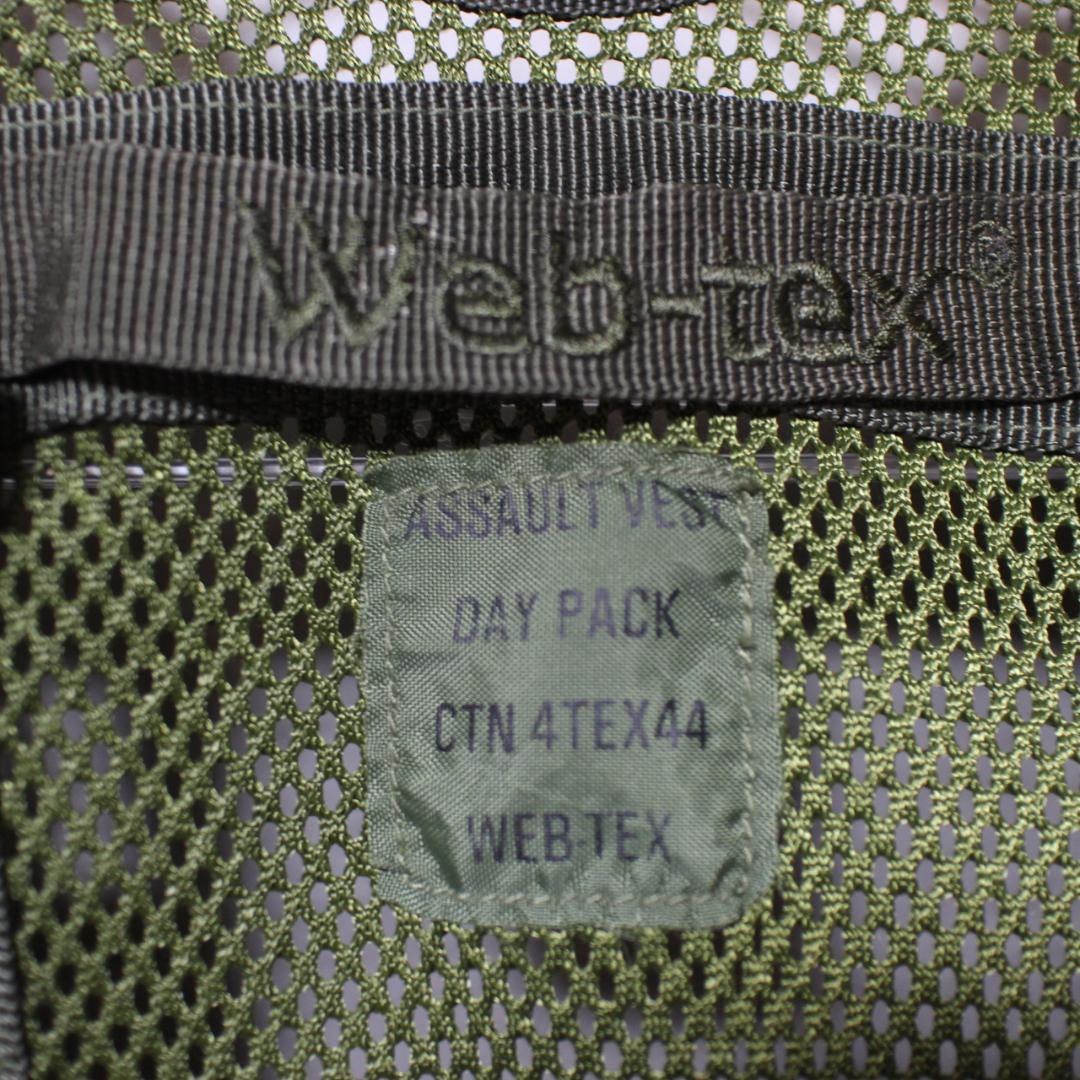 Web-tex®
ASSAULT VEST
DAY PACK
CTN 4TEX44
WEB-TEX